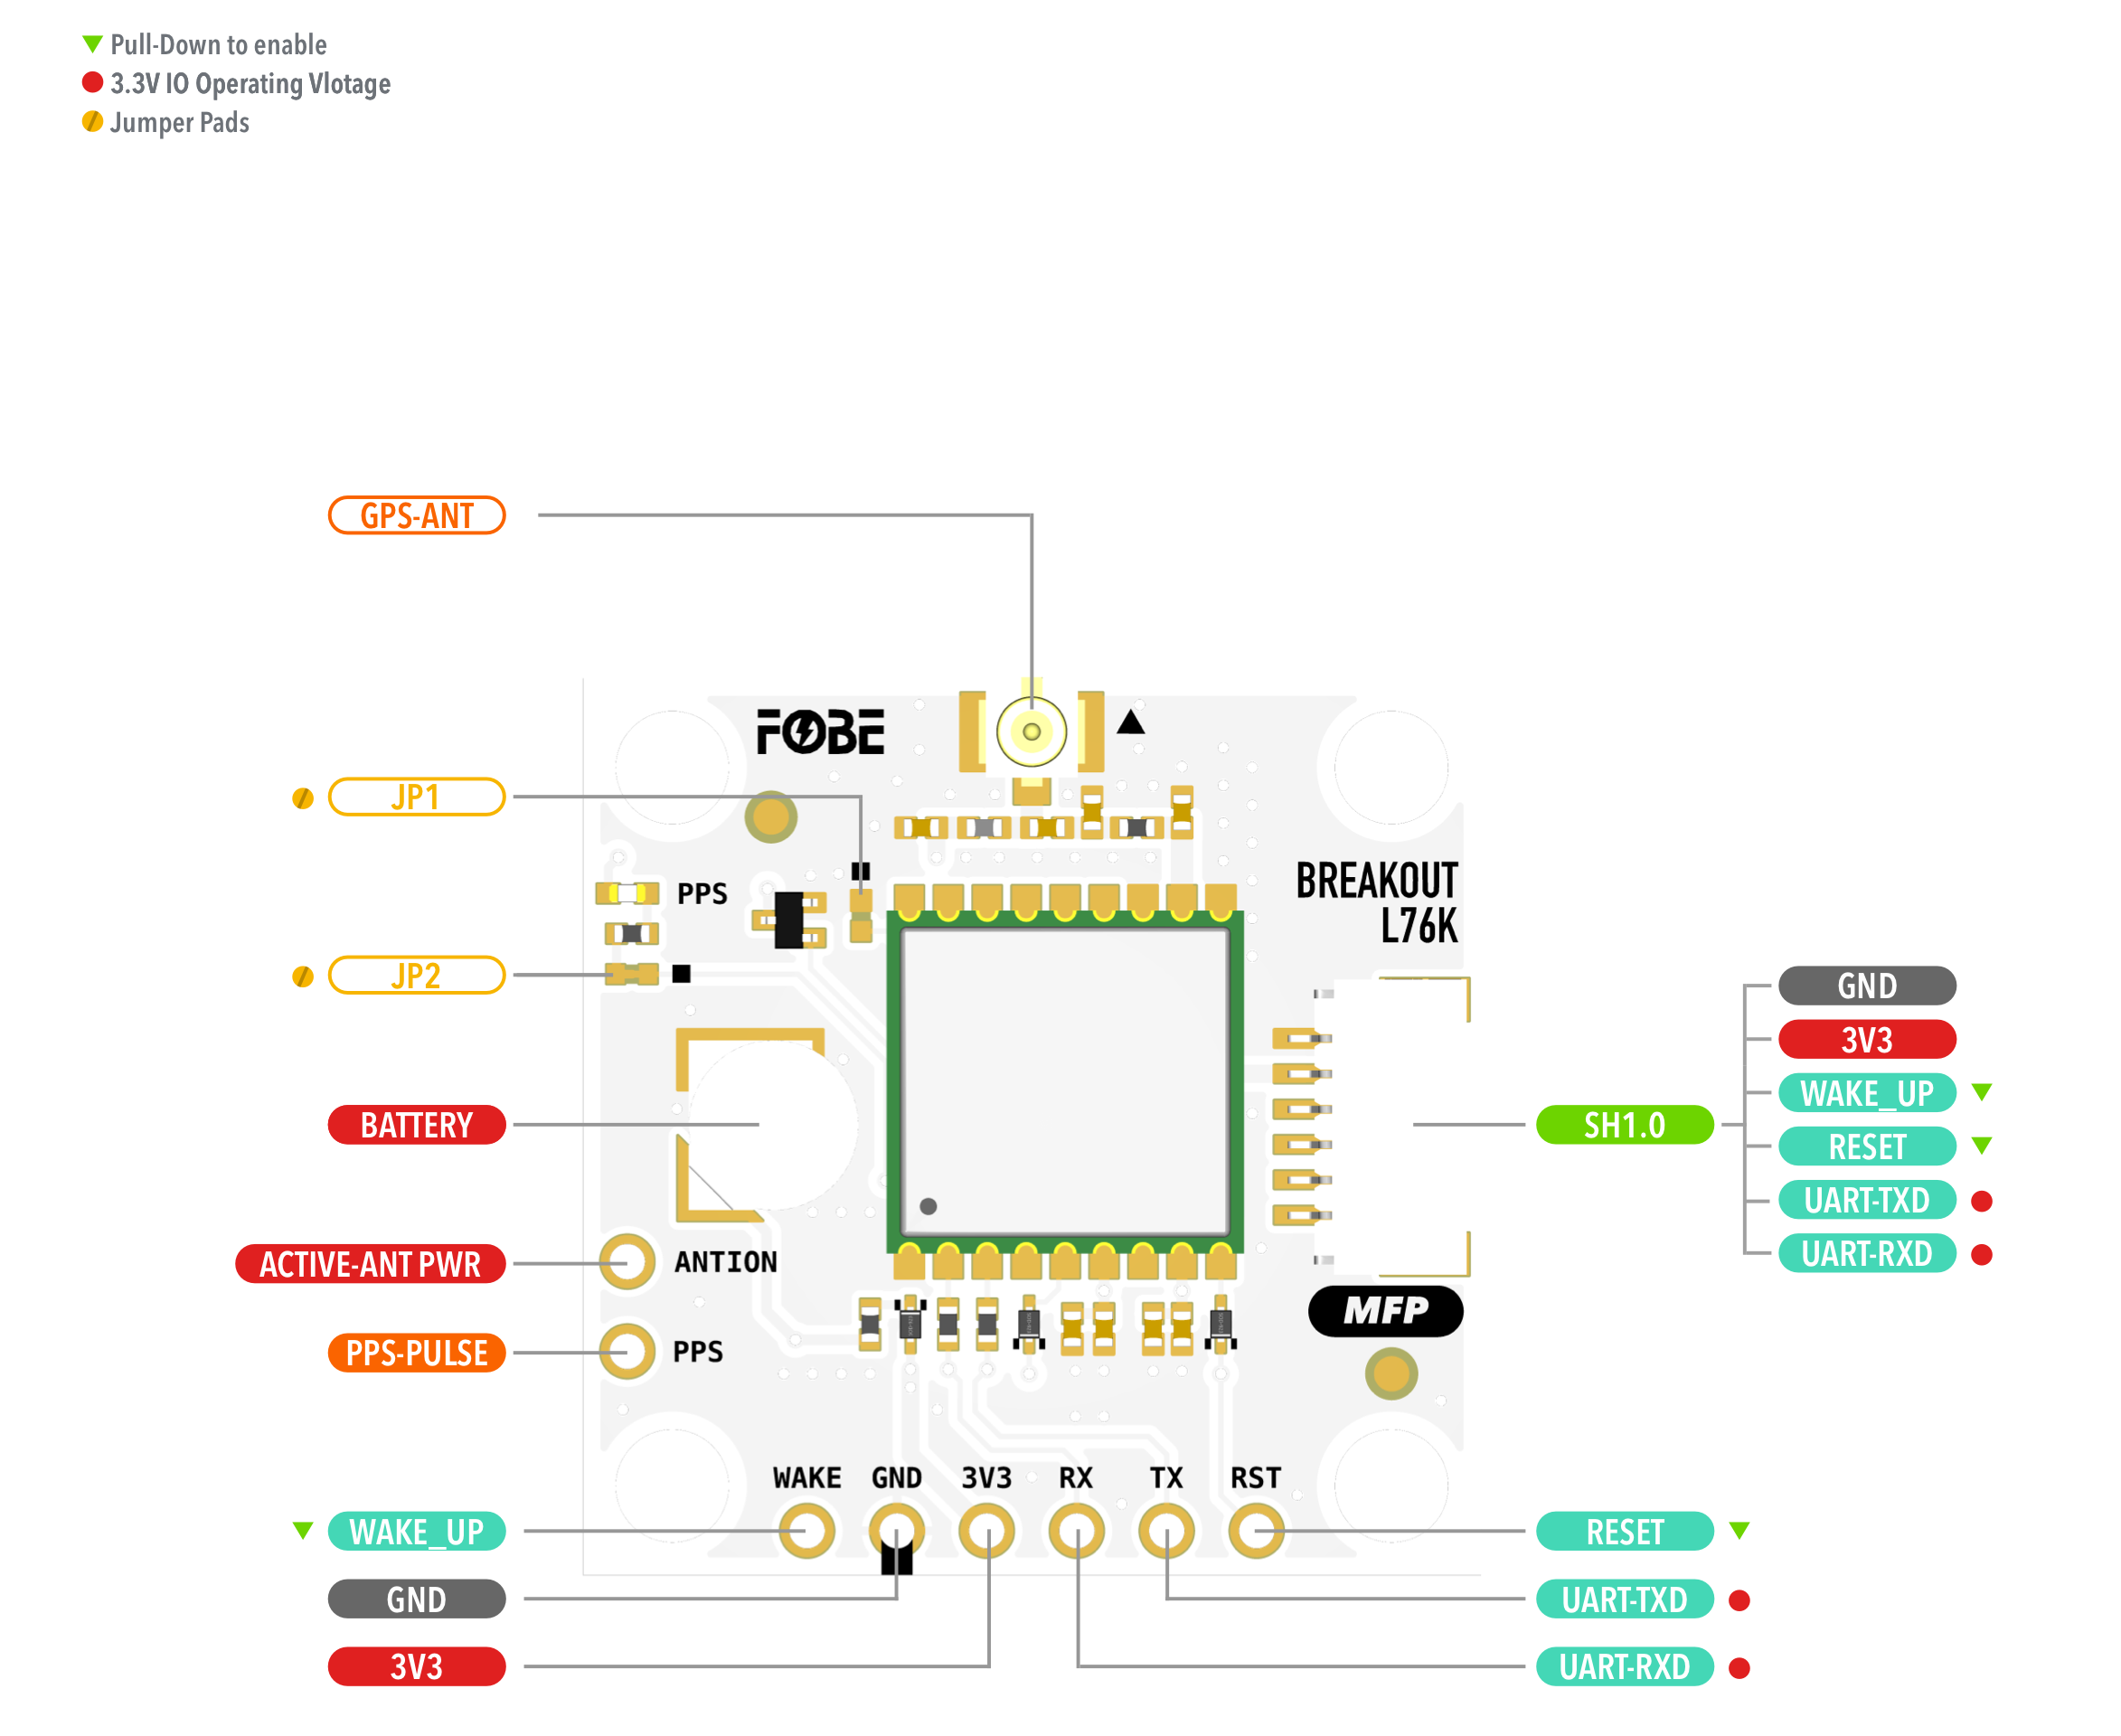 Pull-Down to enable
3.3V IO Operating Vlotage
Jumper Pads
GPS-ANT
FOBE
JP1
PPS
BREAKOUT
L76K
JP2
GND
3V3
WAKE_UP
RESET
UART-TXD
UART-RXD
BATTERY
SH1.0
ACTIVE-ANT PWR
ANTION
MFP
PPS-PULSE
PPS
WAKE GND 3V3 RX TX RST
WAKE_UP
GND
3V3
RESET
UART-TXD
UART-RXD